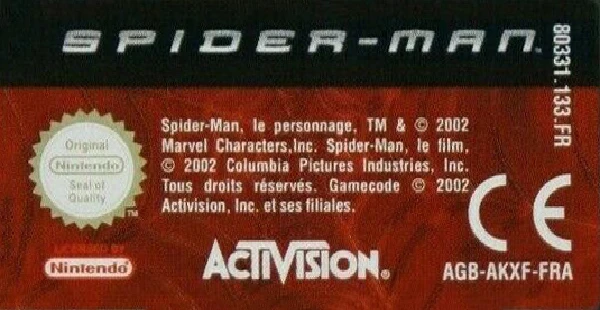 SPIDER-MAN™
80331.133.FR
Original
Nintendo
Seal of
Quality
TM
Spider-Man, le personnage, TM & © 2002
Marvel Characters,Inc. Spider-Man, le film,
© 2002 Columbia Pictures Industries, Inc.
Tous droits réservés. Gamecode © 2002
Activision, Inc. et ses filiales.
LICENSED BY
Nintendo®
ACTIVISION®
CE
AGB-AKXF-FRA